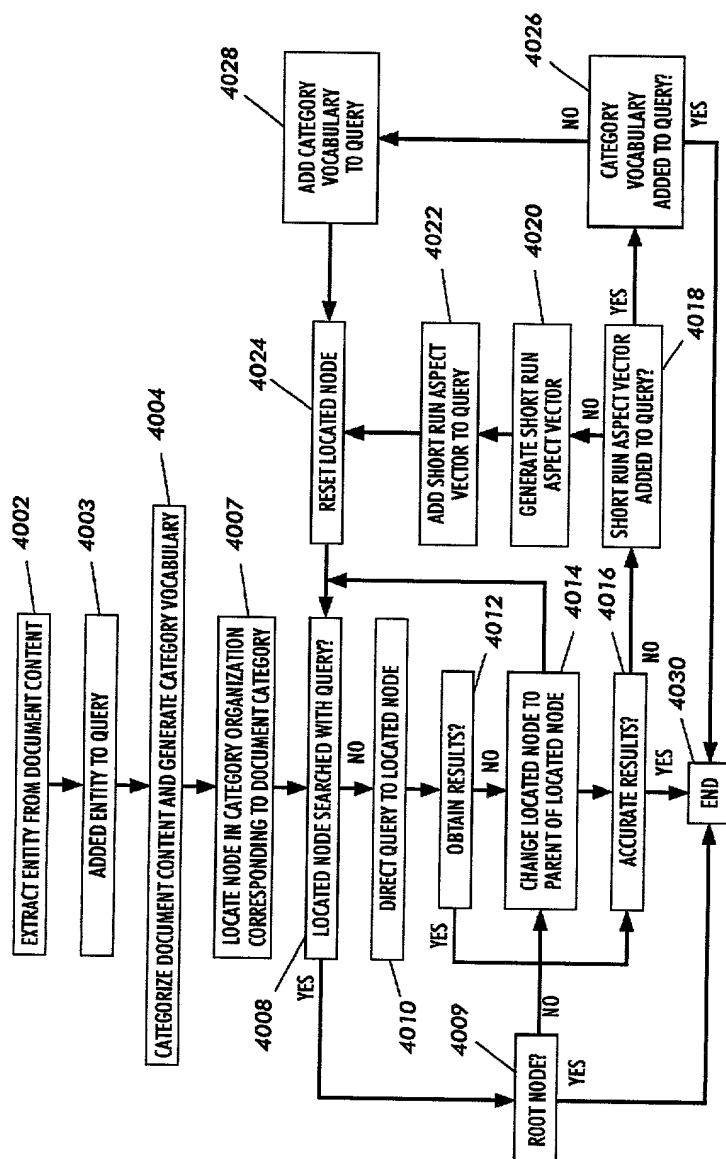 4002
EXTRACT ENTITY FROM DOCUMENT CONTENT
4003
ADDED ENTITY TO QUERY
4004
CATEGORIZE DOCUMENT CONTENT AND GENERATE CATEGORY VOCABULARY
4007
LOCATE NODE IN CATEGORY ORGANIZATION
CORRESPONDING TO DOCUMENT CATEGORY
4008
LOCATED NODE SEARCHED WITH QUERY?
YES
NO
4010
DIRECT QUERY TO LOCATED NODE
4012
OBTAIN RESULTS?
YES
NO
4009
ROOT NODE?
NO
YES
4014
CHANGE LOCATED NODE TO
PARENT OF LOCATED NODE
4016
ACCURATE RESULTS?
NO
YES
4018
SHORT RUN ASPECT VECTOR
ADDED TO QUERY?
NO
YES
4020
GENERATE SHORT RUN
ASPECT VECTOR
4022
ADD SHORT RUN ASPECT
VECTOR TO QUERY
4024
RESET LOCATED NODE
4026
CATEGORY
VOCABULARY
ADDED TO QUERY?
NO
YES
4028
ADD CATEGORY
VOCABULARY
TO QUERY
4030
END